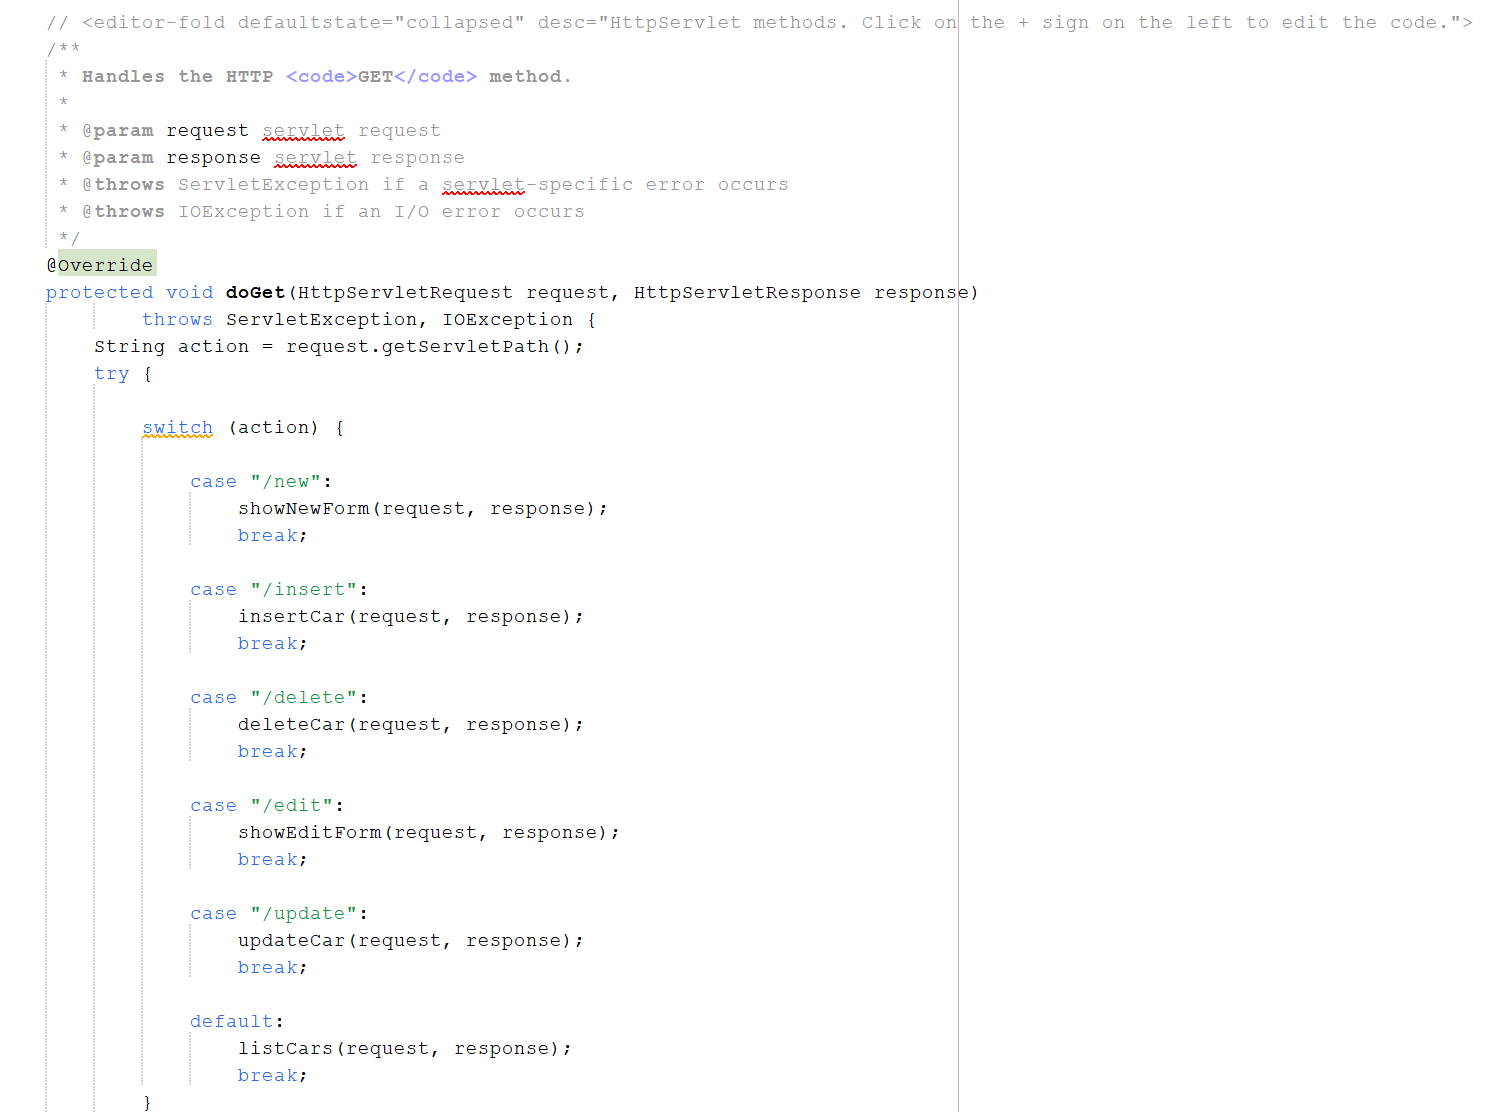 // <editor-fold defaultstate="collapsed" desc="HttpServlet methods. Click on the + sign on the left to edit the code.">
/**
 * Handles the HTTP <code>GET</code> method.
 *
 * @param request servlet request
 * @param response servlet response
 * @throws ServletException if a servlet-specific error occurs
 * @throws IOException if an I/O error occurs
 */
@Override
protected void doGet(HttpServletRequest request, HttpServletResponse response)
        throws ServletException, IOException {
    String action = request.getServletPath();
    try {

        switch (action) {

            case "/new":
                showNewForm(request, response);
                break;

            case "/insert":
                insertCar(request, response);
                break;

            case "/delete":
                deleteCar(request, response);
                break;

            case "/edit":
                showEditForm(request, response);
                break;

            case "/update":
                updateCar(request, response);
                break;

            default:
                listCars(request, response);
                break;
        }